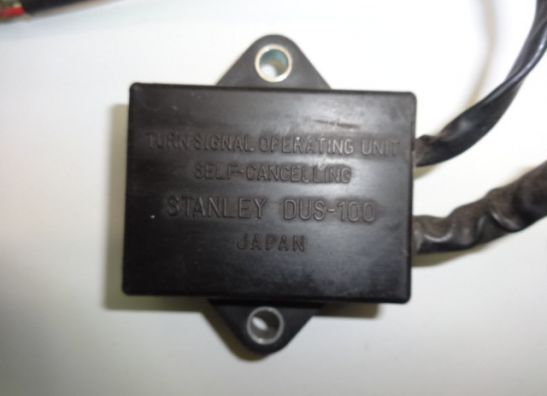 TURN SIGNAL OPERATING UNIT
SELF-CANCELLING
STANLEY DUS-100
JAPAN